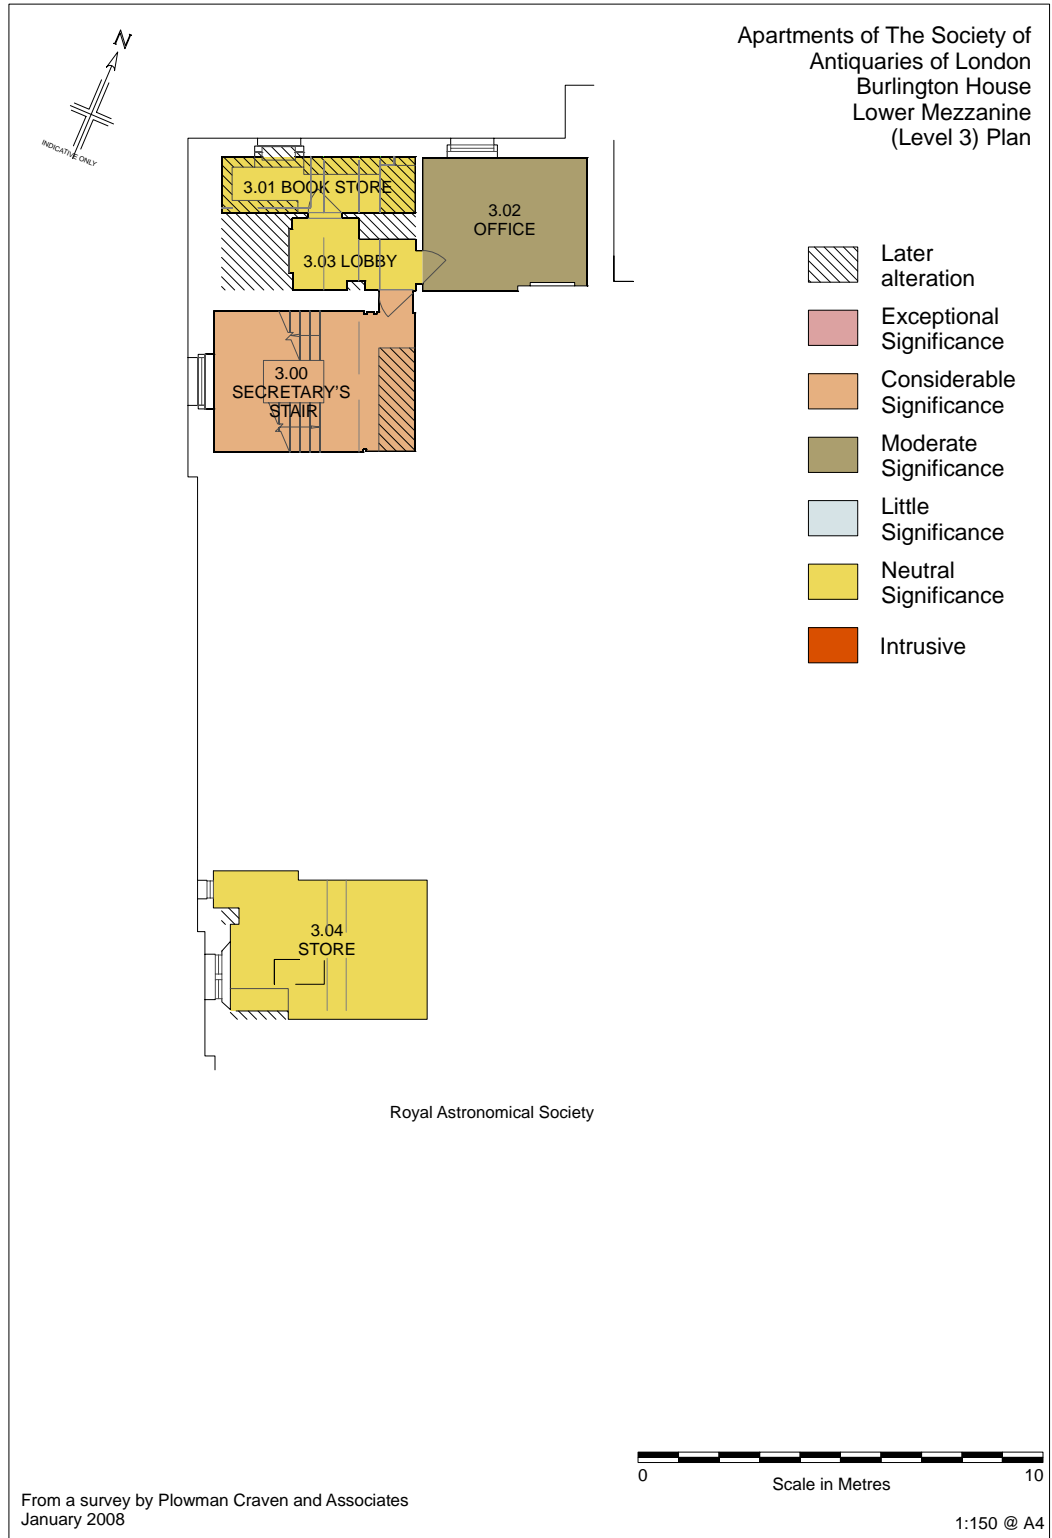 N
INDICATIVE ONLY
Apartments of The Society of
Antiquaries of London
Burlington House
Lower Mezzanine
(Level 3) Plan
3.01 BOOK STORE
3.02
OFFICE
3.03 LOBBY
3.00
SECRETARY'S
STAIR
Later
alteration
Exceptional
Significance
Considerable
Significance
Moderate
Significance
Little
Significance
Neutral
Significance
Intrusive
3.04
STORE
Royal Astronomical Society
0
10
Scale in Metres
From a survey by Plowman Craven and Associates
January 2008
1:150 @ A4